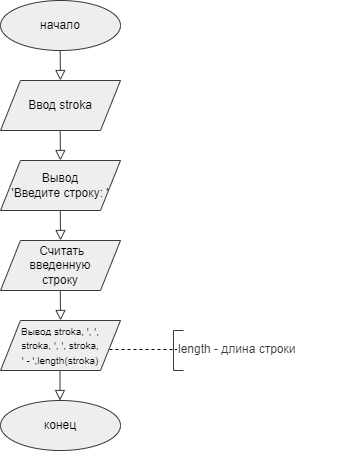 начало
Ввод stroka
Вывод
'Введите строку: '
Считать
введенную
строку
Вывод stroka, ', ',
stroka, ', ', stroka,
' - ',length(stroka)
length - длина строки
конец